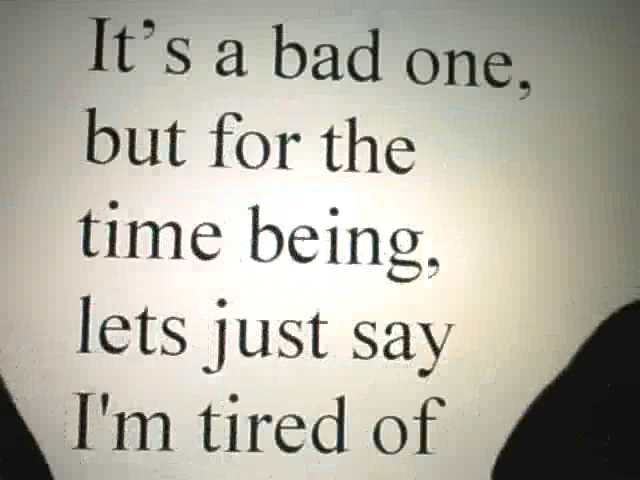 It’s a bad one,
but for the
time being,
lets just say
I'm tired of